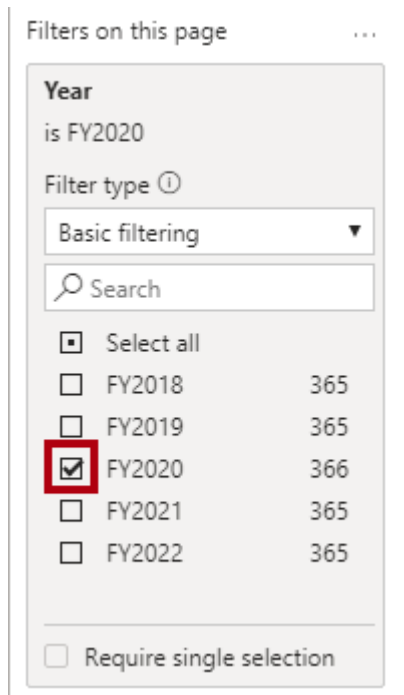 Filters on this page ...
Year
is FY2020
Filter type
Basic filtering
Search
Select all
FY2018 365
FY2019 365
FY2020 366
FY2021 365
FY2022 365
Require single selection